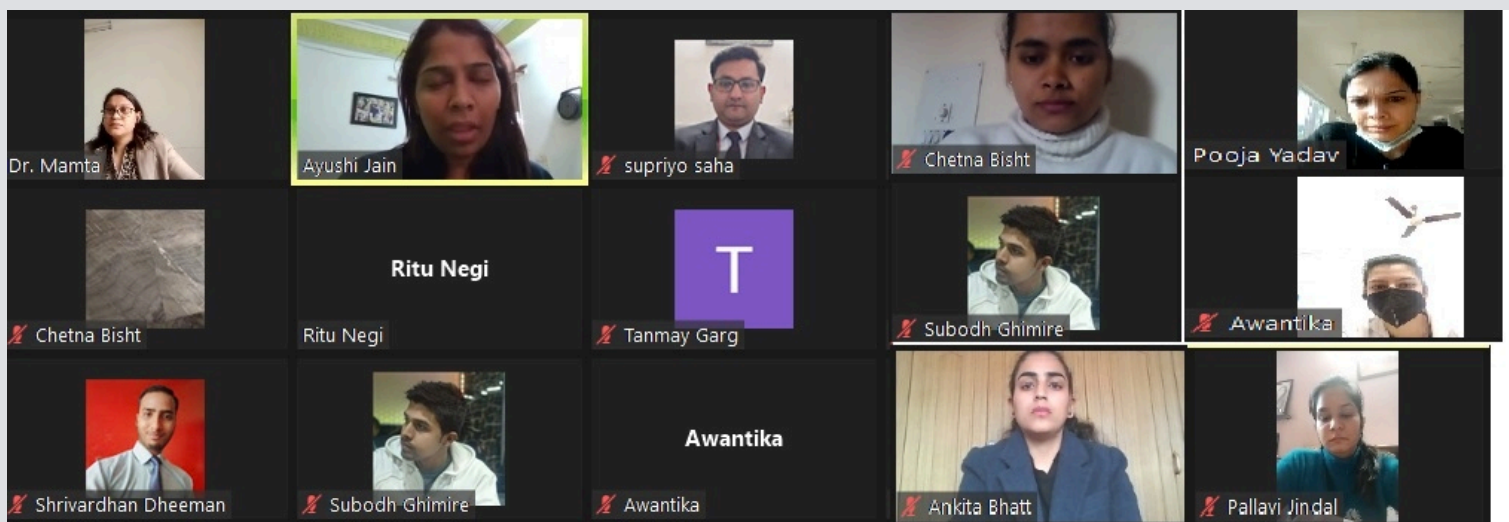 Dr. Mamta
Ayushi Jain
supriyo saha
Chetna Bisht
Pooja Yadav
Chetna Bisht
Ritu Negi
Ritu Negi
T
Tanmay Garg
Subodh Ghimire
Awantika
Shrivardhan Dheeman
Subodh Ghimire
Awantika
Awantika
Ankita Bhatt
Pallavi Jindal